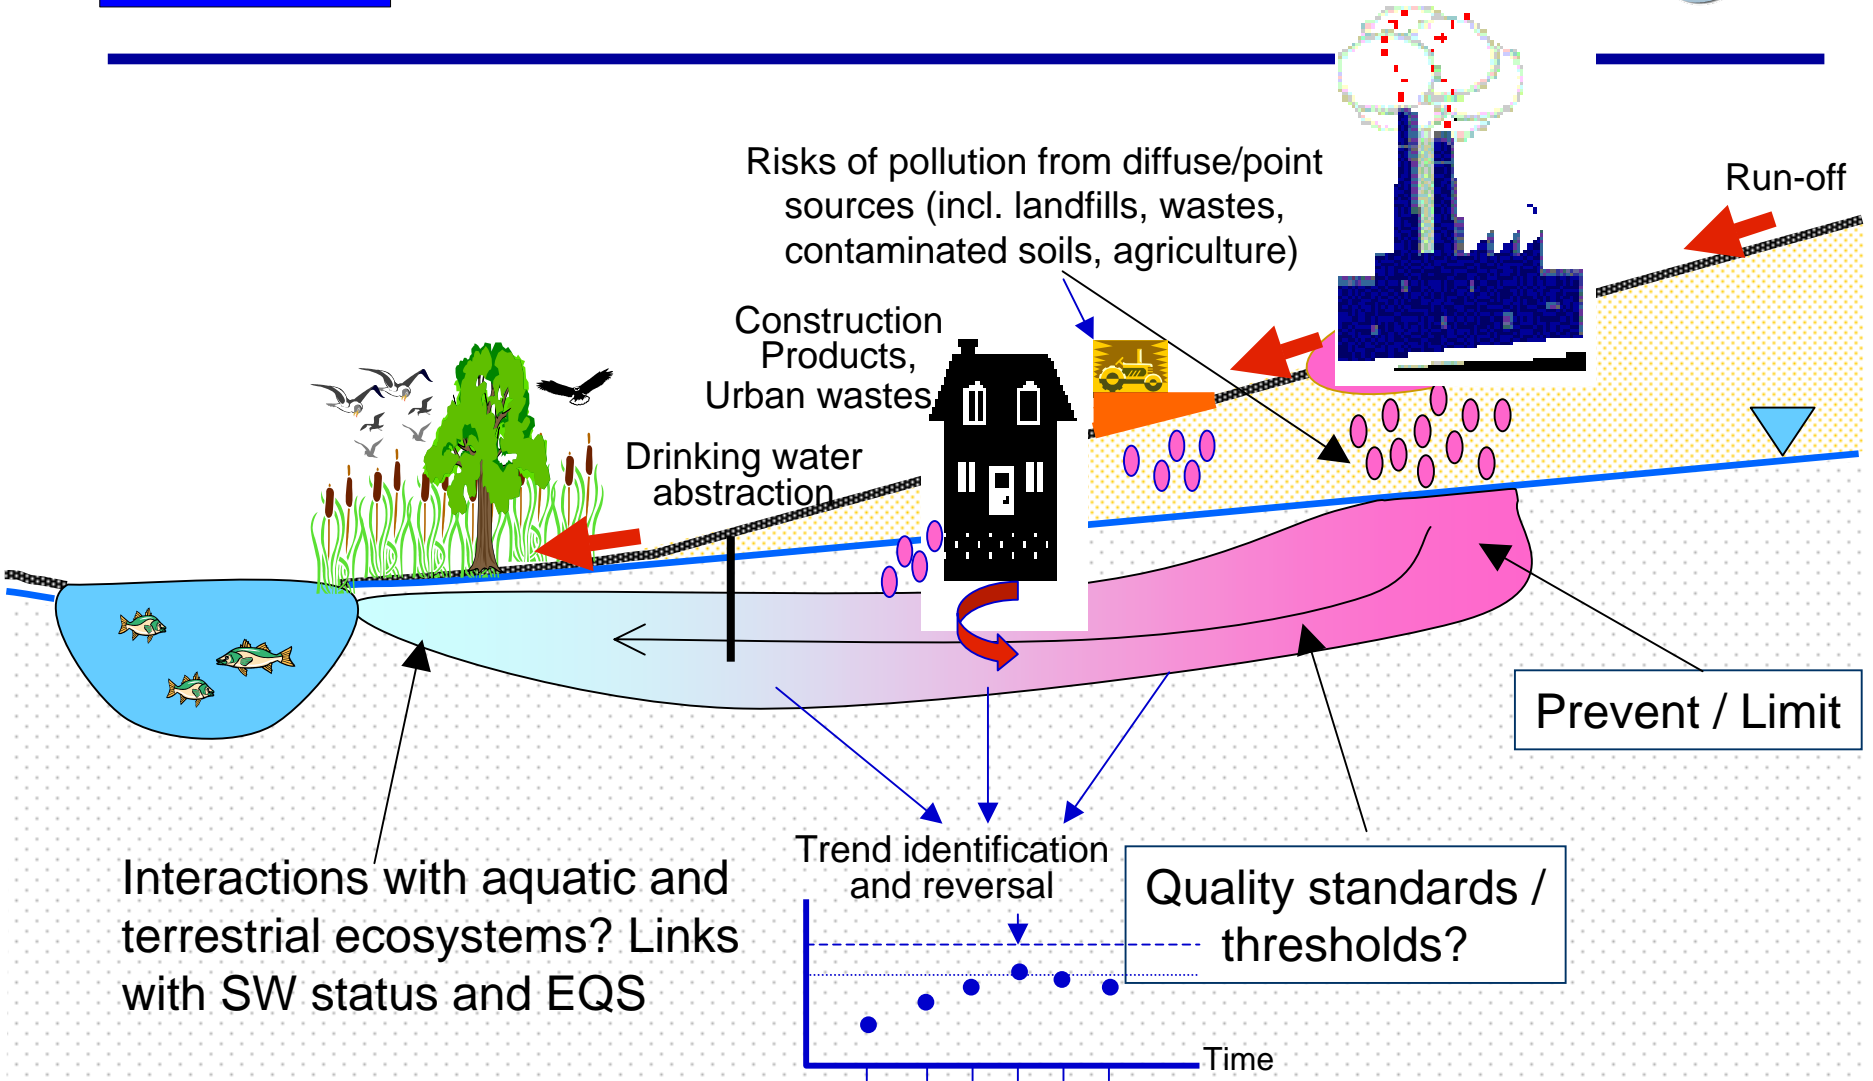 Risks of pollution from diffuse/point
sources (incl. landfills, wastes,
contaminated soils, agriculture)
Run-off
Construction
Products,
Urban wastes
Drinking water
abstraction
Prevent / Limit
Interactions with aquatic and
terrestrial ecosystems? Links
with SW status and EQS
Trend identification
and reversal
Quality standards /
thresholds?
Time